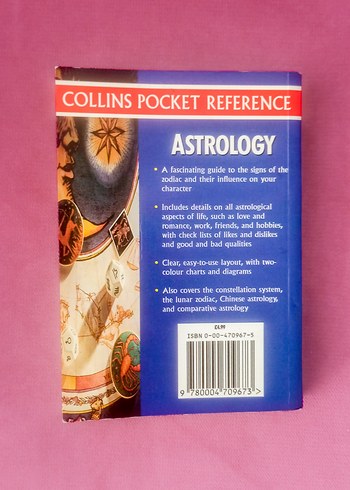 COLLINS POCKET REFERENCE
ASTROLOGY
• A fascinating guide to the signs of the
zodiac and their influence on your
character
• Includes details on all astrological
aspects of life, such as love and
romance, work, friends, and hobbies,
with check lists of likes and dislikes
and good and bad qualities
• Clear, easy-to-use layout, with two-
colour charts and diagrams
• Also covers the constellation system,
the lunar zodiac, Chinese astrology,
and comparative astrology
ISBN 0-00-470967-5
9 780004 709673 >